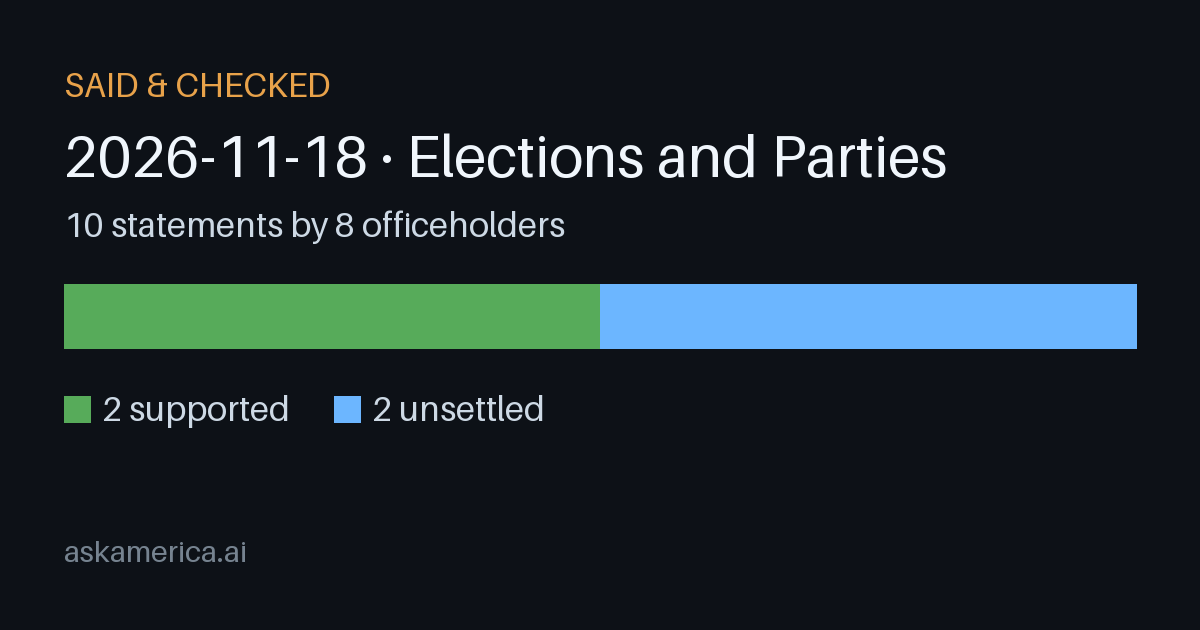 SAID & CHECKED
2026-11-18 · Elections and Parties
10 statements by 8 officeholders
2 supported 2 unsettled
askamerica.ai